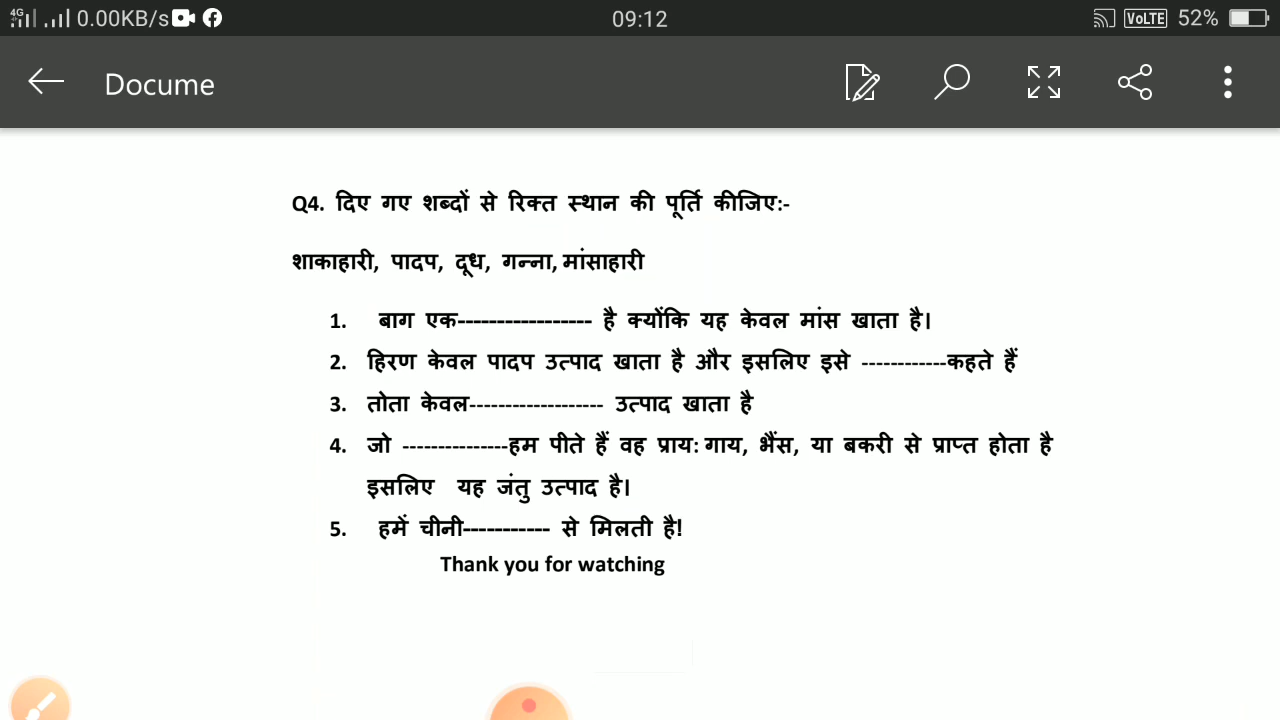 4G 0.00KB/s 09:12 VoLTE 52%
Docume
Q4. दिए गए शब्दों से रिक्त स्थान की पूर्ति कीजिए:-
शाकाहारी, पादप, दूध, गन्ना, मांसाहारी
1. बाग एक----------------- है क्योंकि यह केवल मांस खाता है।
2. हिरण केवल पादप उत्पाद खाता है और इसलिए इसे ------------कहते हैं
3. तोता केवल------------------- उत्पाद खाता है
4. जो ---------------हम पीते हैं वह प्राय: गाय, भैंस, या बकरी से प्राप्त होता है
इसलिए यह जंतु उत्पाद है।
5. हमें चीनी----------- से मिलती है!
Thank you for watching